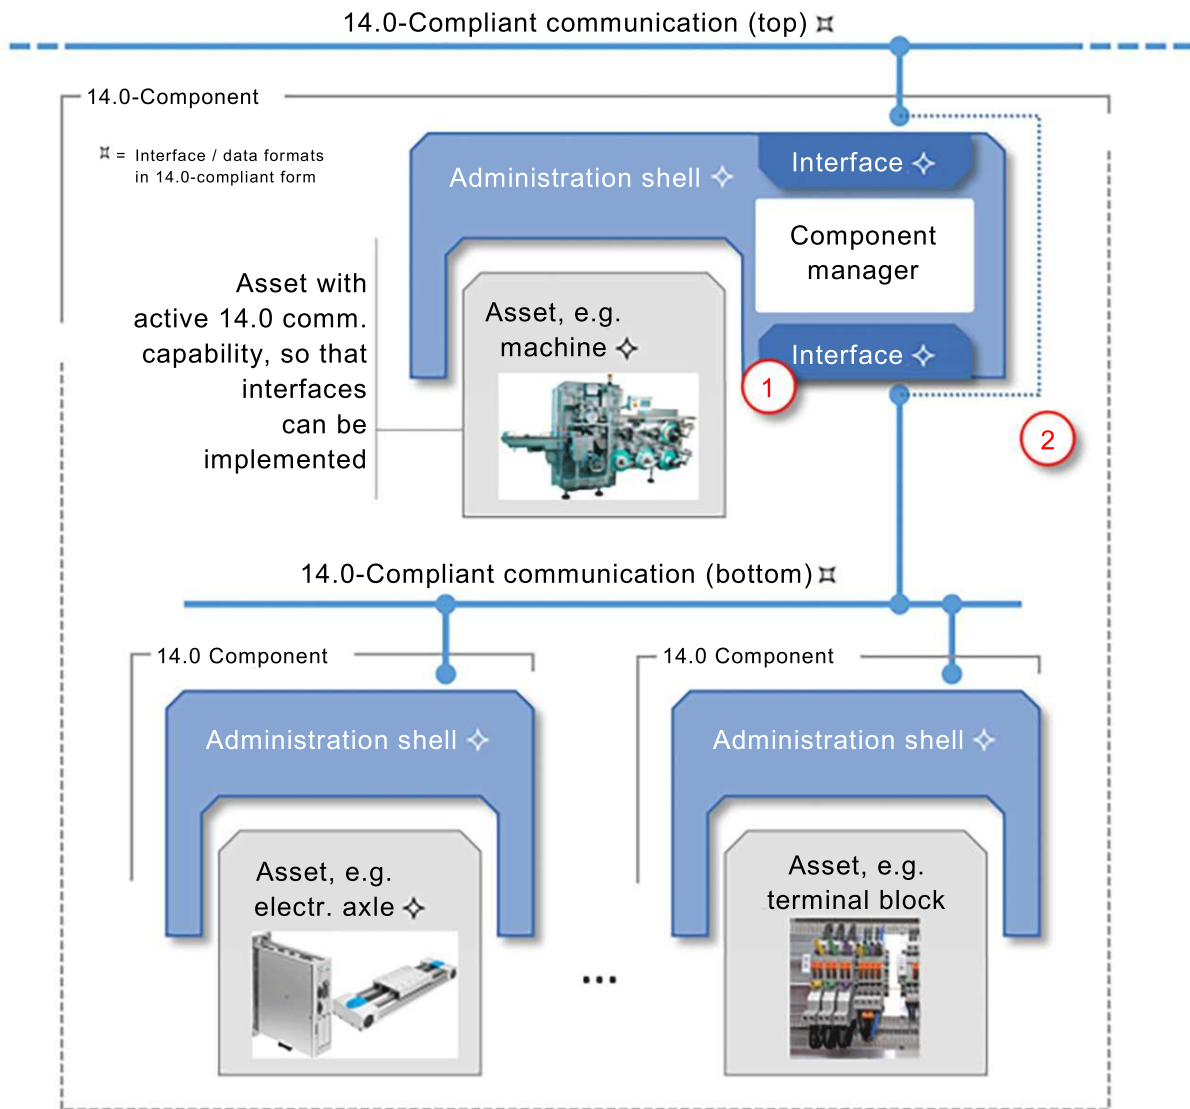 14.0-Compliant communication (top)
14.0-Component
= Interface / data formats
in 14.0-compliant form
Administration shell
Interface
Component
manager
Asset with
active 14.0 comm.
capability, so that
interfaces
can be
implemented
Asset, e.g.
machine
Interface
1
2
14.0-Compliant communication (bottom)
14.0 Component
14.0 Component
Administration shell
Administration shell
Asset, e.g.
electr. axle
...
Asset, e.g.
terminal block